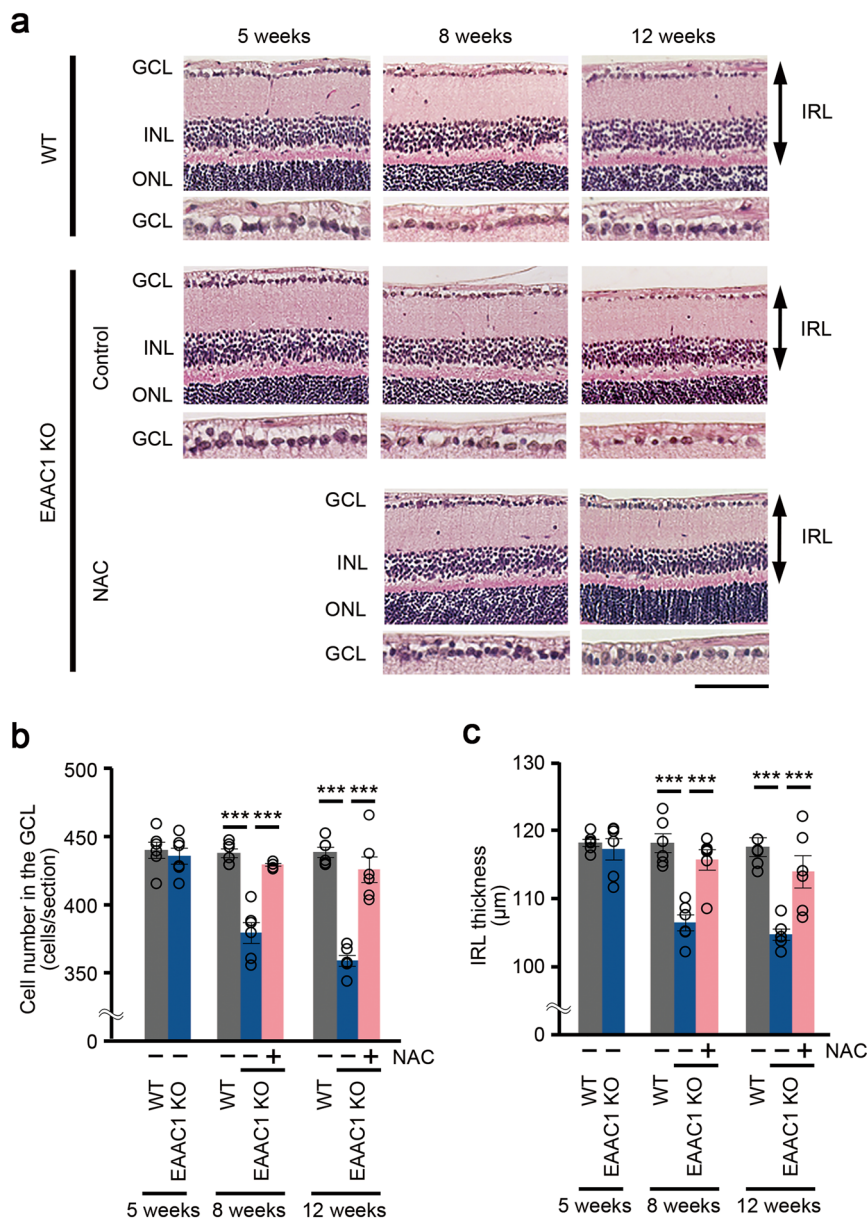 a
5 weeks 8 weeks 12 weeks
WT
GCL
INL
ONL
GCL
IRL
EAAC1 KO
Control
GCL
INL
ONL
GCL
IRL
NAC
GCL
INL
ONL
GCL
IRL
b
Cell number in the GCL
(cells/section)
500
450
400
350
0
*** *** *** ***
− − − − + − − + NAC
WT EAAC1 KO WT EAAC1 KO WT EAAC1 KO
5 weeks 8 weeks 12 weeks
c
IRL thickness
(μm)
130
120
110
100
0
*** *** *** ***
− − − − + − − + NAC
WT EAAC1 KO WT EAAC1 KO WT EAAC1 KO
5 weeks 8 weeks 12 weeks